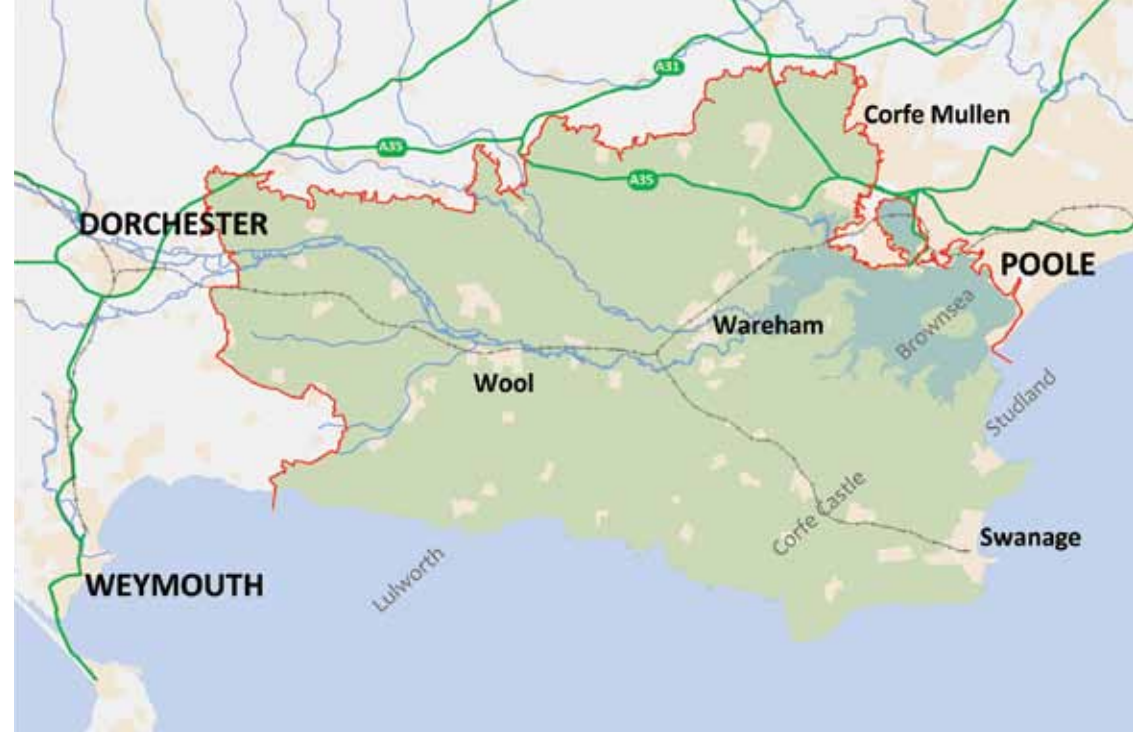 A31
Corfe Mullen
A35
A35
DORCHESTER
POOLE
Brownsea
Wareham
Wool
Studland
Corfe Castle
Swanage
Lulworth
WEYMOUTH